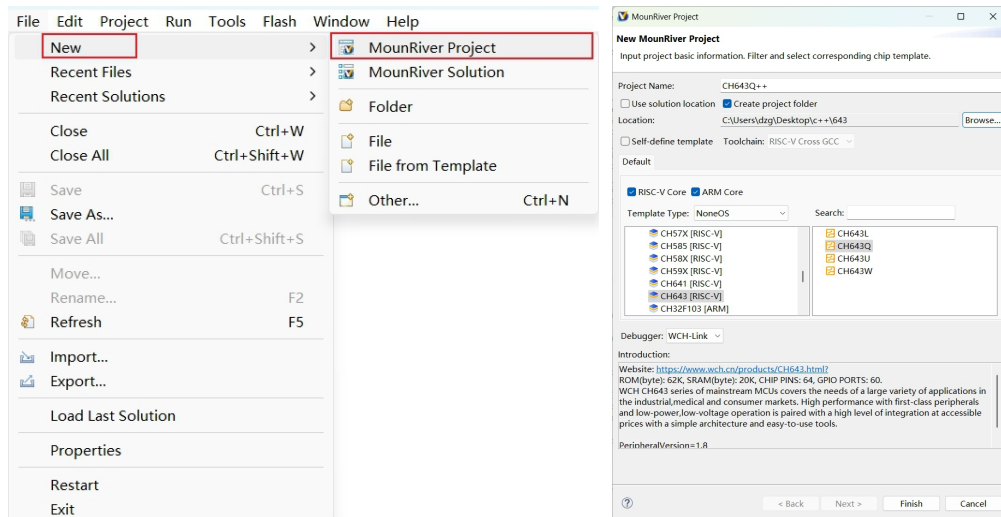 File Edit Project Run Tools Flash Window Help
New >
Recent Files >
Recent Solutions >
Close Ctrl+W
Close All Ctrl+Shift+W
Save Ctrl+S
Save As...
Save All Ctrl+Shift+S
Move...
Rename... F2
Refresh F5
Import...
Export...
Load Last Solution
Properties
Restart
Exit
MounRiver Project
MounRiver Solution
Folder
File
File from Template
Other... Ctrl+N
MounRiver Project
New MounRiver Project
Input project basic information. Filter and select corresponding chip template.
Project Name: CH643Q++
Use solution location Create project folder
Location: C:\Users\dzg\Desktop\c++\643 Browse...
Self-define template Toolchain: RISC-V Cross GCC
Default
RISC-V Core ARM Core
Template Type: NoneOS Search:
CH57X [RISC-V]
CH585 [RISC-V]
CH58X [RISC-V]
CH59X [RISC-V]
CH641 [RISC-V]
CH643 [RISC-V]
CH32F103 [ARM]
CH643L
CH643Q
CH643U
CH643W
Debugger: WCH-Link
Introduction:
Website: https://www.wch.cn/products/CH643.html?
ROM(byte): 62K, SRAM(byte): 20K, CHIP PINS: 64, GPIO PORTS: 60.
WCH CH643 series of mainstream MCUs covers the needs of a large variety of applications in
the industrial,medical and consumer markets. High performance with first-class peripherals
and low-power,low-voltage operation is paired with a high level of integration at accessible
prices with a simple architecture and easy-to-use tools.
PeripheralVersion=1.8
< Back Next > Finish Cancel